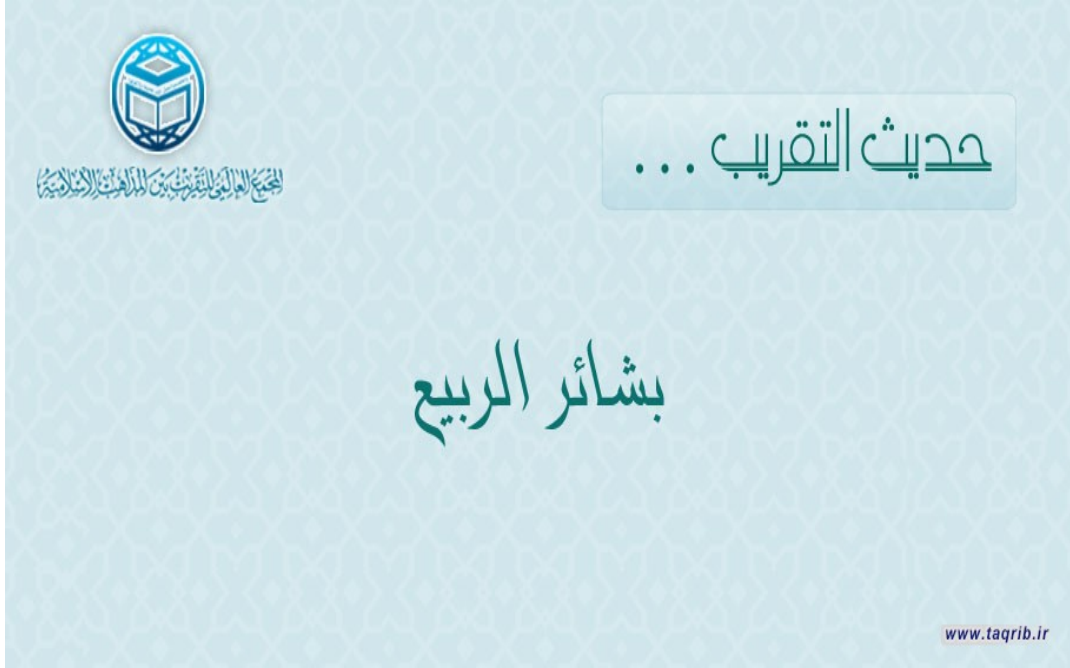 حديث التقريب ...
المجمع العالمي للتقريب بين المذاهب الإسلامية
بشائر الربيع
www.taqrib.ir